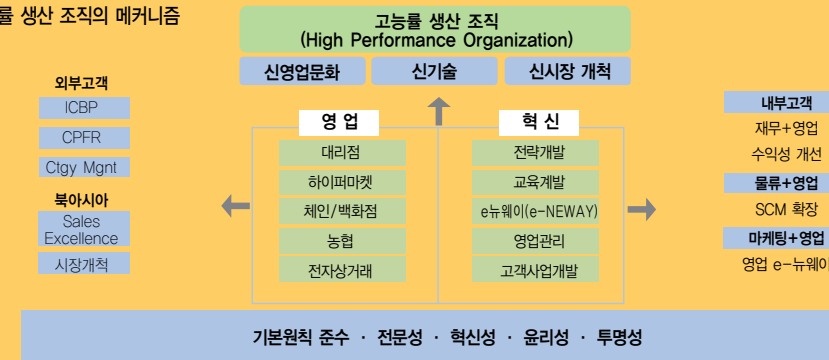 률 생산 조직의 메커니즘
고능률 생산 조직
(High Performance Organization)
신영업문화
신기술
신시장 개척
외부고객
ICBP
CPFR
Ctgy Mgnt
북아시아
Sales
Excellence
시장개척
영 업
대리점
하이퍼마켓
체인/백화점
농협
전자상거래
혁 신
전략개발
교육계발
e뉴웨이(e-NEWAY)
영업관리
고객사업개발
내부고객
재무+영업
수익성 개선
물류+영업
SCM 확장
마케팅+영업
영업 e-뉴웨이
기본원칙 준수 · 전문성 · 혁신성 · 윤리성 · 투명성